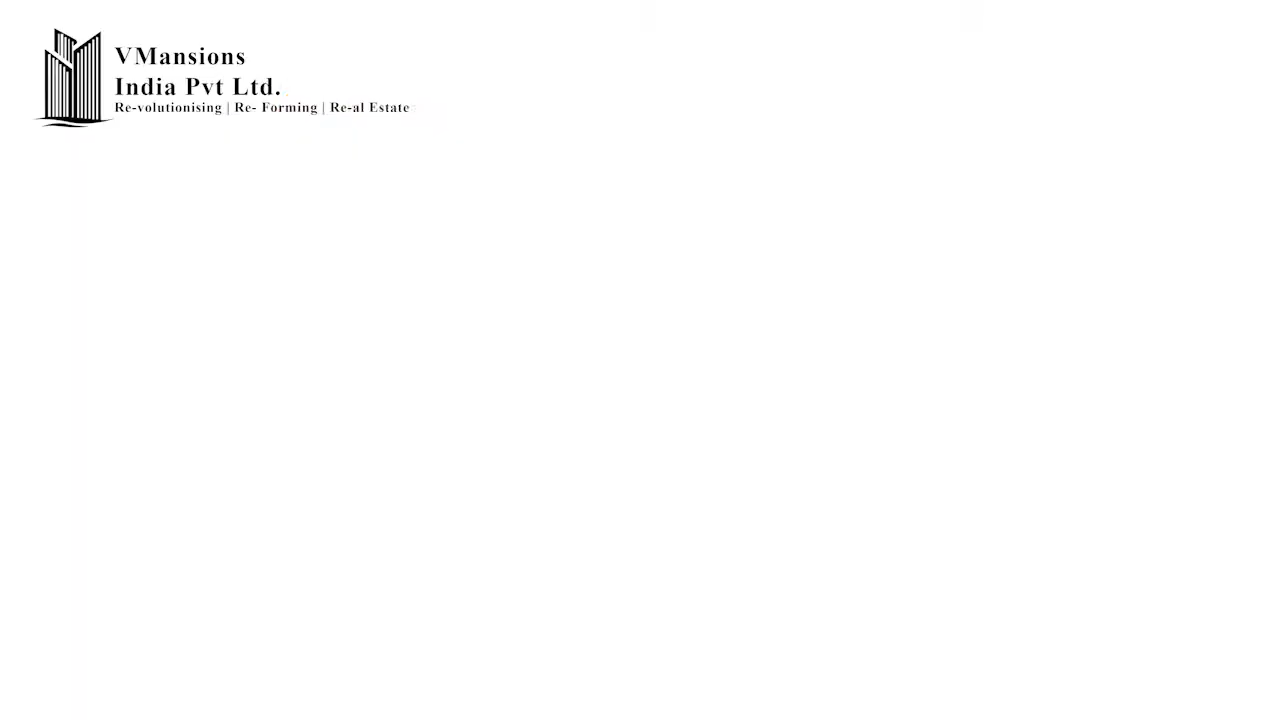 VMansions
India Pvt Ltd.
Re-volutionising | Re- Forming | Re-al Estate